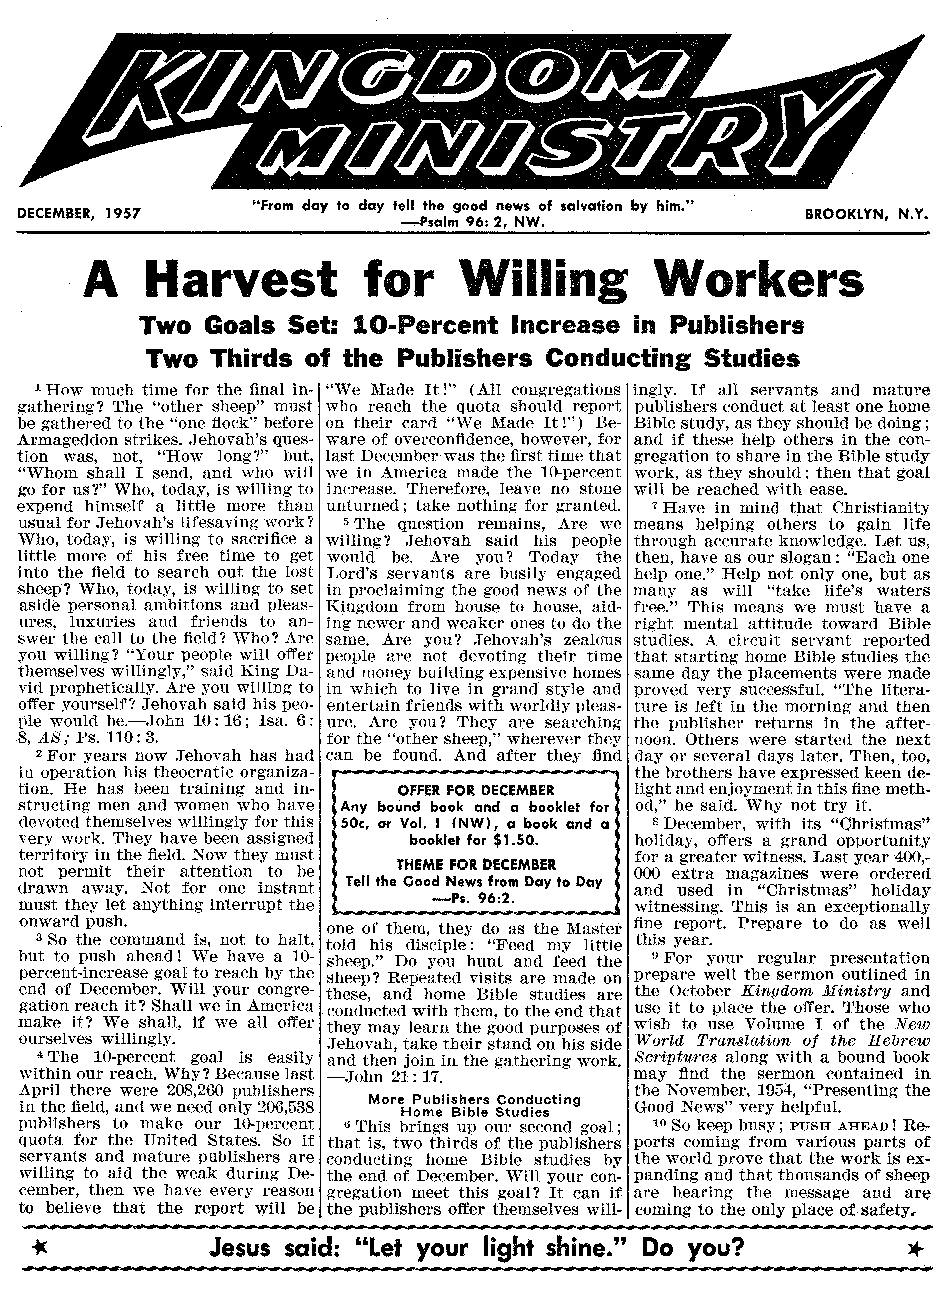 KINGDOM
MINISTRY
DECEMBER, 1957
"From day to day tell the good news of salvation by him."
—Psalm 96:2, NW.
BROOKLYN, N.Y.
A Harvest for Willing Workers
Two Goals Set: 10-Percent Increase in Publishers
Two Thirds of the Publishers Conducting Studies
1 How much time for the final in-
gathering? The "other sheep" must
be gathered to the "one flock" before
Armageddon strikes. Jehovah's ques-
tion was, not, "How long?" but,
"Whom shall I send, and who will
go for us?" Who, today, is willing to
expend himself a little more than
usual for Jehovah's lifesaving work?
Who, today, is willing to sacrifice a
little more of his free time to get
into the field to search out the lost
sheep? Who, today, is willing to set
aside personal ambitions and pleas-
ures, luxuries and friends to an-
swer the call to the field? Who? Are
you willing? "Your people will offer
themselves willingly," said King Da-
vid prophetically. Are you willing to
offer yourself? Jehovah said his peo-
ple would be.—John 10:16; Isa. 6:
8, AS; Ps. 110:3.
2 For years now Jehovah has had
in operation his theocratic organiza-
tion. He has been training and in-
structing men and women who have
devoted themselves willingly for this
very work. They have been assigned
territory in the field. Now they must
not permit their attention to be
drawn away. Not for one instant
must they let anything interrupt the
onward push.
3 So the command is, not to halt,
but to push ahead! We have a 10-
percent-increase goal to reach by the
end of December. Will your congre-
gation reach it? Shall we in America
make it? We shall, if we all offer
ourselves willingly.
4 The 10-percent goal is easily
within our reach. Why? Because last
April there were 208,260 publishers
in the field, and we need only 206,538
publishers to make our 10-percent
quota for the United States. So if
servants and mature publishers are
willing to aid the weak during De-
cember, then we have every reason
to believe that the report will be
"We Made It!" (All congregations
who reach the quota should report
on their card "We Made It!") Be-
ware of overconfidence, however, for
last December was the first time that
we in America made the 10-percent
increase. Therefore, leave no stone
unturned; take nothing for granted.
5 The question remains, Are we
willing? Jehovah said his people
would be. Are you? Today the
Lord's servants are busily engaged
in proclaiming the good news of the
Kingdom from house to house, aid-
ing newer and weaker ones to do the
same. Are you? Jehovah's zealous
people are not devoting their time
and money building expensive homes
in which to live in grand style and
entertain friends with worldly pleas-
ure. Are you? They are searching
for the "other sheep," wherever they
can be found. And after they find
OFFER FOR DECEMBER
Any bound book and a booklet for
50c, or Vol. I (NW), a book and a
booklet for $1.50.
THEME FOR DECEMBER
Tell the Good News from Day to Day
—Ps. 96:2.
one of them, they do as the Master
told his disciple: "Feed my little
sheep." Do you hunt and feed the
sheep? Repeated visits are made on
these, and home Bible studies are
conducted with them, to the end that
they may learn the good purposes of
Jehovah, take their stand on his side
and then join in the gathering work.
—John 21:17.
More Publishers Conducting
Home Bible Studies
6 This brings up our second goal;
that is, two thirds of the publishers
conducting home Bible studies by
the end of December. Will your con-
gregation meet this goal? It can if
the publishers offer themselves will-
ingly. If all servants and mature
publishers conduct at least one home
Bible study, as they should be doing;
and if these help others in the con-
gregation to share in the Bible study
work, as they should; then that goal
will be reached with ease.
7 Have in mind that Christianity
means helping others to gain life
through accurate knowledge. Let us,
then, have as our slogan: "Each one
help one." Help not only one, but as
many as will "take life's waters
free." This means we must have a
right mental attitude toward Bible
studies. A circuit servant reported
that starting home Bible studies the
same day the placements were made
proved very successful. "The litera-
ture is left in the morning and then
the publisher returns in the after-
noon. Others were started the next
day or several days later. Then, too,
the brothers have expressed keen de-
light and enjoyment in this fine meth-
od," he said. Why not try it.
8 December, with its "Christmas"
holiday, offers a grand opportunity
for a greater witness. Last year 400,-
000 extra magazines were ordered
and used in "Christmas" holiday
witnessing. This is an exceptionally
fine report. Prepare to do as well
this year.
9 For your regular presentation
prepare well the sermon outlined in
the October Kingdom Ministry and
use it to place the offer. Those who
wish to use Volume I of the New
World Translation of the Hebrew
Scriptures along with a bound book
may find the sermon contained in
the November, 1954, "Presenting the
Good News" very helpful.
10 So keep busy; PUSH AHEAD! Re-
ports coming from various parts of
the world prove that the work is ex-
panding and that thousands of sheep
are hearing the message and are
coming to the only place of safety.
★ Jesus said: "Let your light shine." Do you? ★